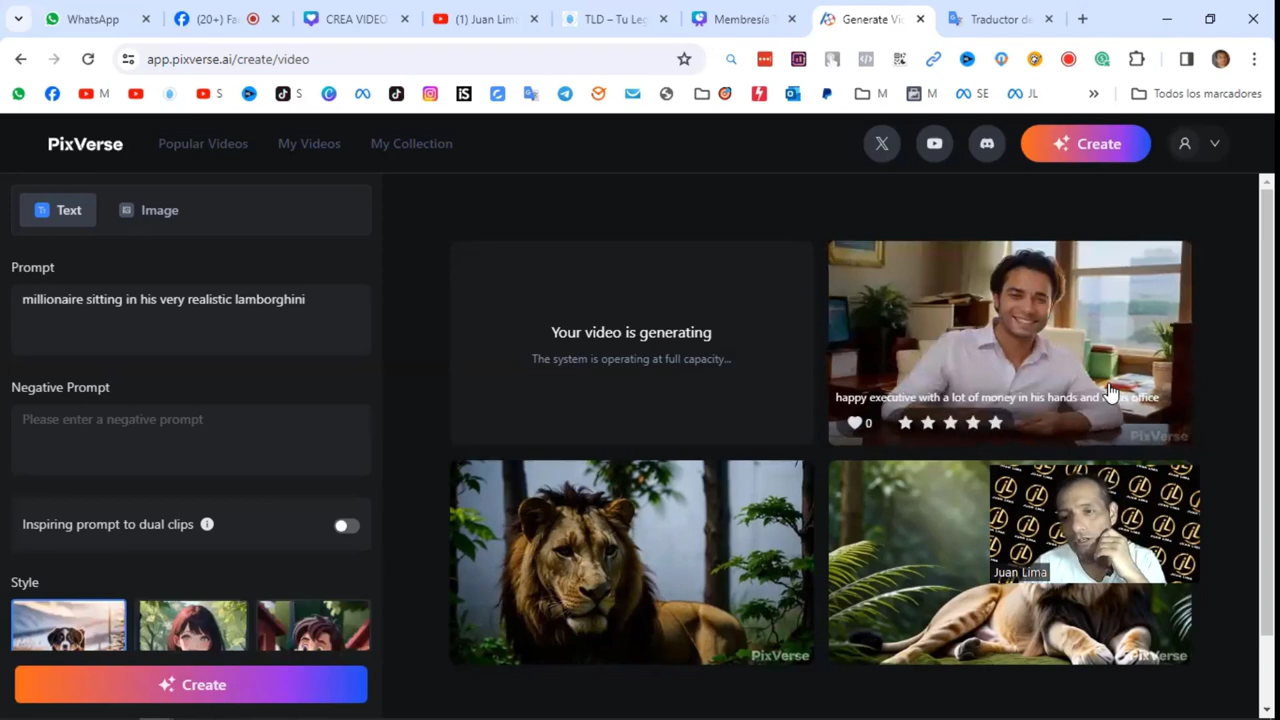 WhatsApp
(20+) Fa
CREA VIDEO
(1) Juan Lima
TLD – Tu Leg
Membresía
Generate Vi
Traductor de
app.pixverse.ai/create/video
M
S
S
M
M
SE
JL
Todos los marcadores
PixVerse
Popular Videos
My Videos
My Collection
Create
Text
Image
Prompt
millionaire sitting in his very realistic lamborghini
Negative Prompt
Please enter a negative prompt
Inspiring prompt to dual clips
Style
Create
Your video is generating
The system is operating at full capacity...
happy executive with a lot of money in his hands and
office
0
PixVerse
PixVerse
PixVerse
JUAN LIMA
Juan Lima